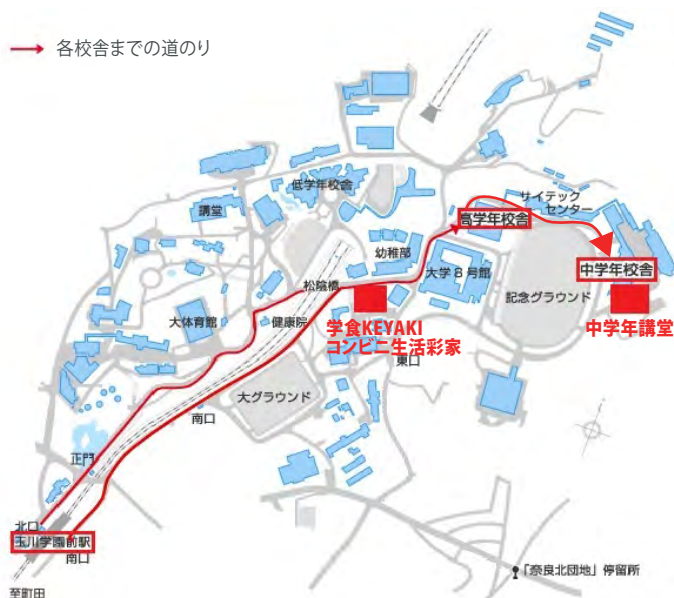 各校舎までの道のり
低学年校舎
講堂
サイテック
センター
高学年校舎
幼稚部
大学8号館
中学年校舎
松陰橋
記念グラウンド
大体育館
健康院
学食KEYAKI
コンビニ生活彩家
中学年講堂
東口
大グラウンド
南口
正門
北口
玉川学園前駅
南口
至町田
「奈良北団地」停留所